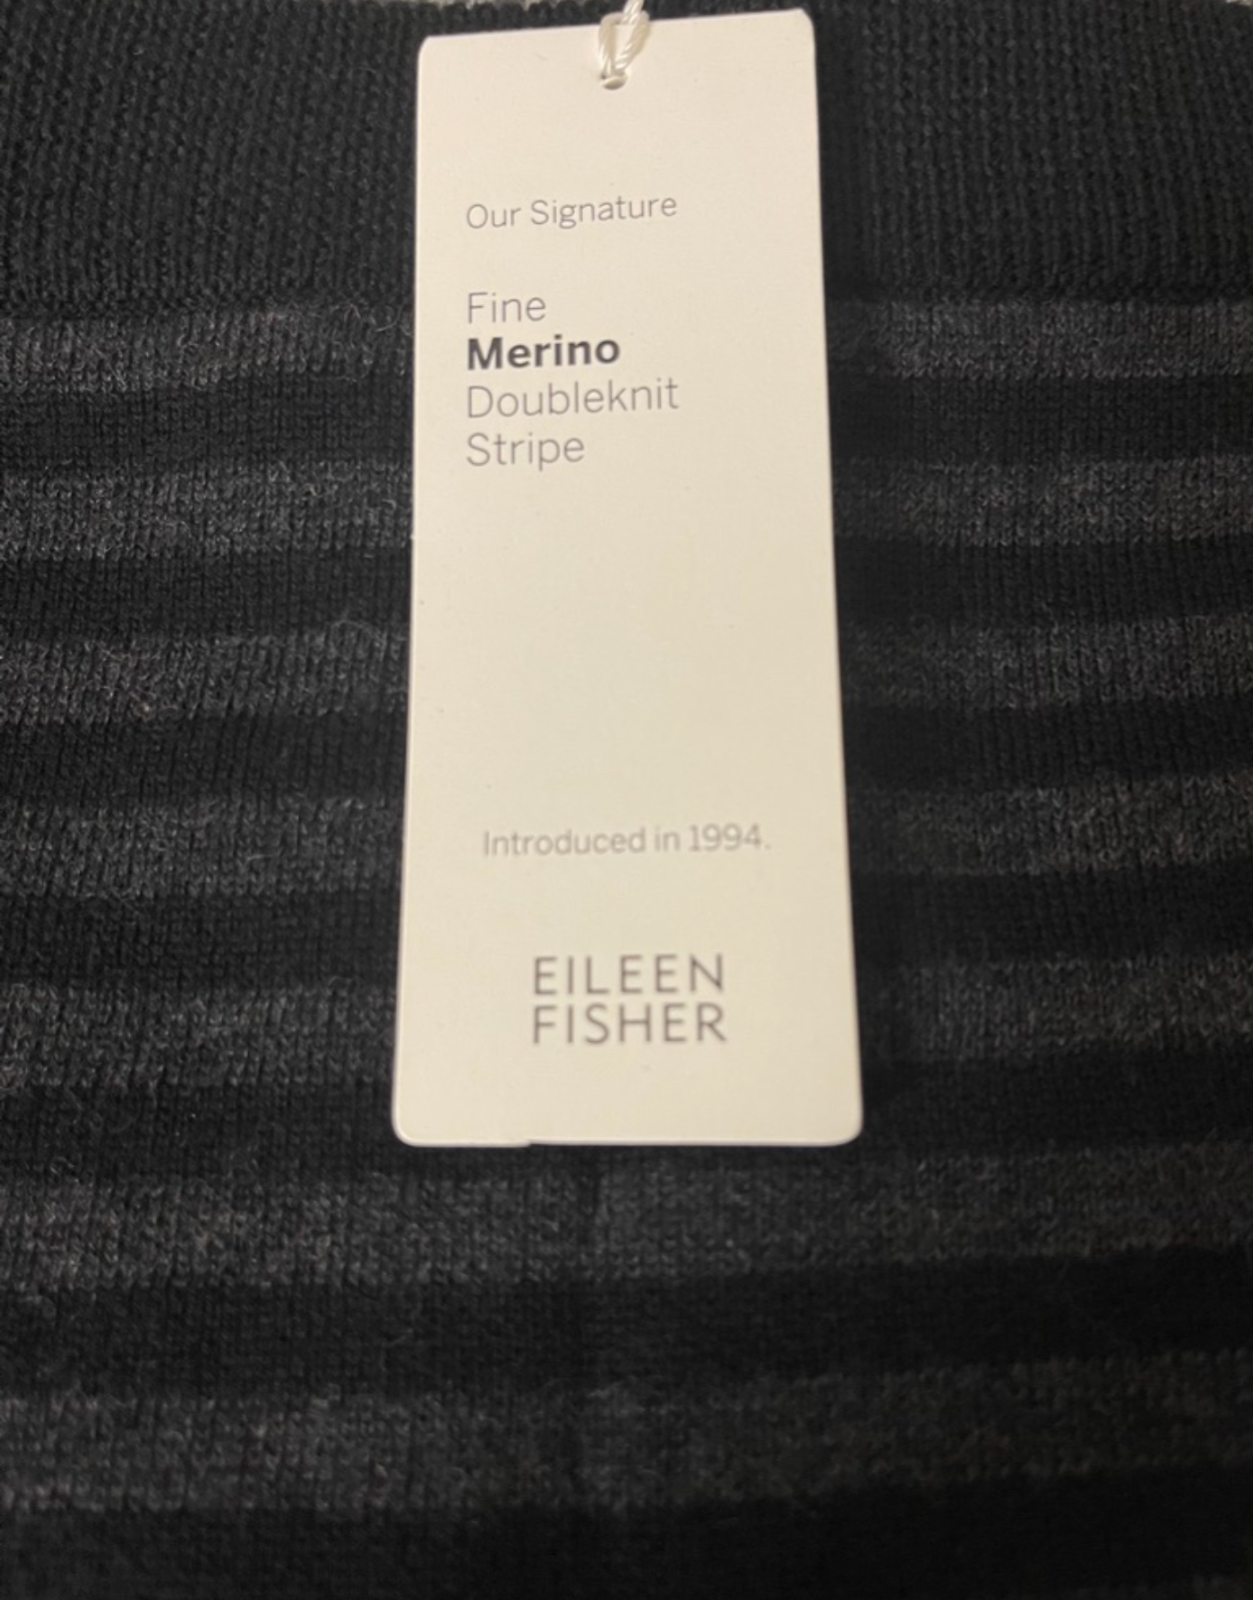 Our Signature
Fine
Merino
Doubleknit
Stripe
Introduced in 1994.
EILEEN
FISHER